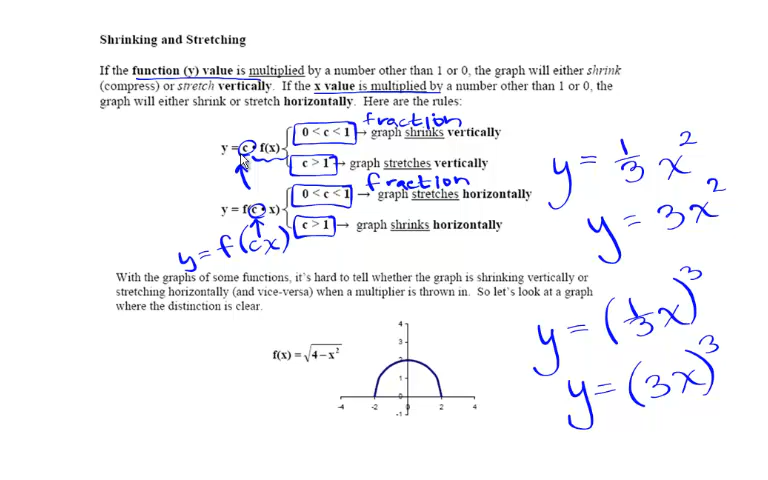 Shrinking and Stretching
If the function (y) value is multiplied by a number other than 1 or 0, the graph will either shrink
(compress) or stretch vertically. If the x value is multiplied by a number other than 1 or 0, the
graph will either shrink or stretch horizontally. Here are the rules:
fraction
0 < c < 1 → graph shrinks vertically
y = c • f(x)
c > 1 → graph stretches vertically
fraction
0 < c < 1 → graph stretches horizontally
y = f(c • x)
c > 1 → graph shrinks horizontally
y = f(cx)
y = 1/3 x²
y = 3x²
With the graphs of some functions, it's hard to tell whether the graph is shrinking vertically or
stretching horizontally (and vice-versa) when a multiplier is thrown in. So let's look at a graph
where the distinction is clear.
y = (1/3 x)³
y = (3x)³
f(x) = √4−x²
4
3
2
1
0
-1
-4 -2 0 2 4